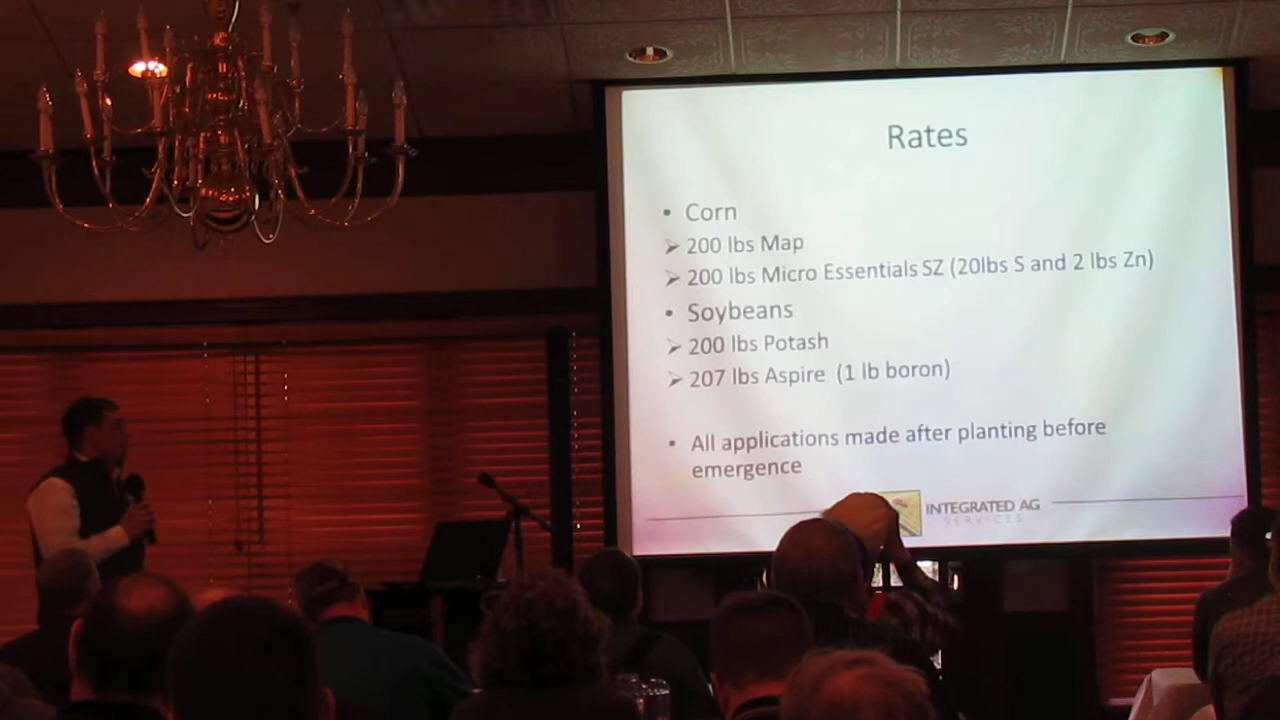 Rates
• Corn
➢ 200 lbs Map
➢ 200 lbs Micro Essentials SZ (20lbs S and 2 lbs Zn)
• Soybeans
➢ 200 lbs Potash
➢ 207 lbs Aspire (1 lb boron)
• All applications made after planting before
emergence
INTEGRATED AG
SERVICES